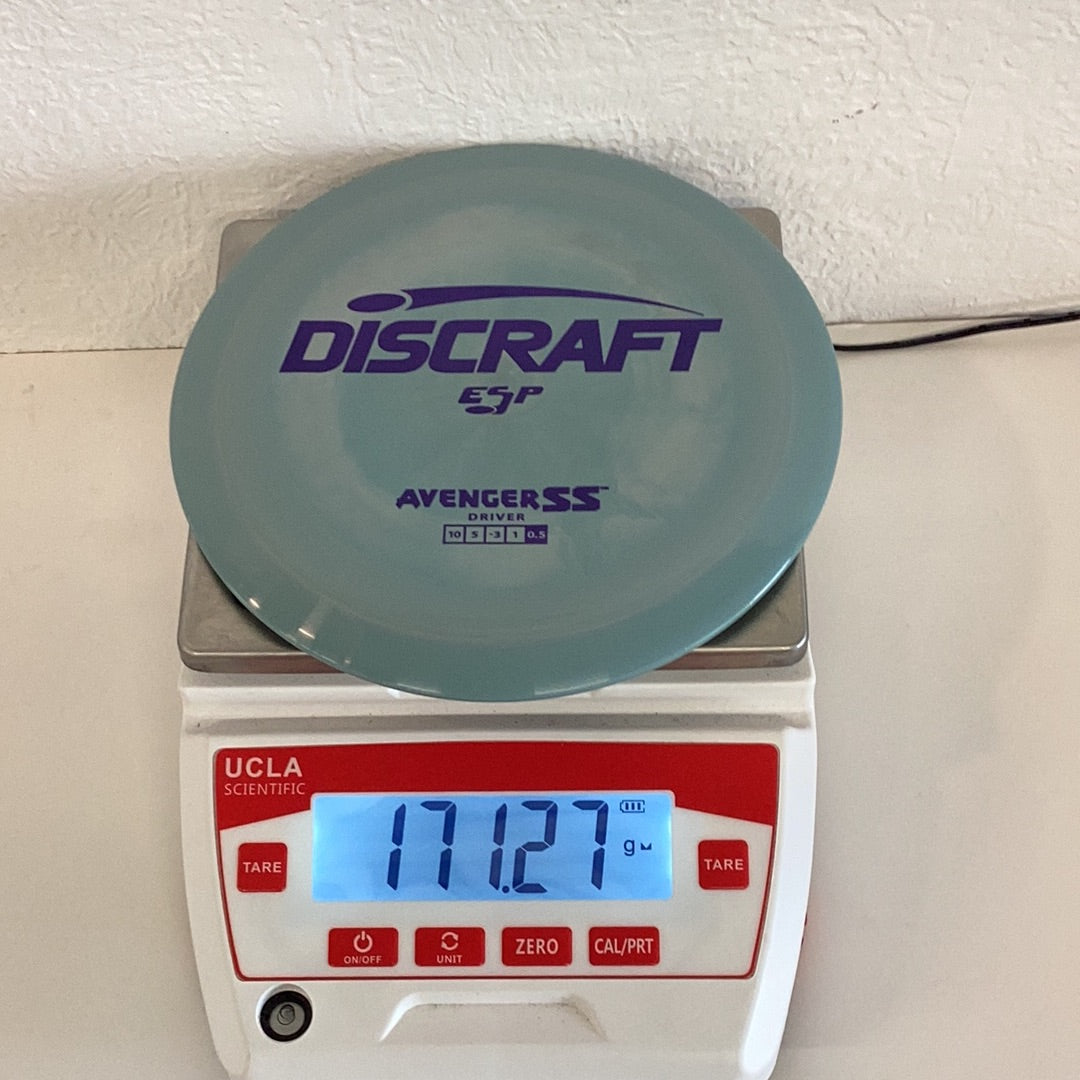 DISCRAFT
ESP
AVENGER SS™
DRIVER
10 5 -3 1 0.5
UCLA
SCIENTIFIC
171.27 g
TARE
TARE
ON/OFF
UNIT
ZERO
CAL/PRT